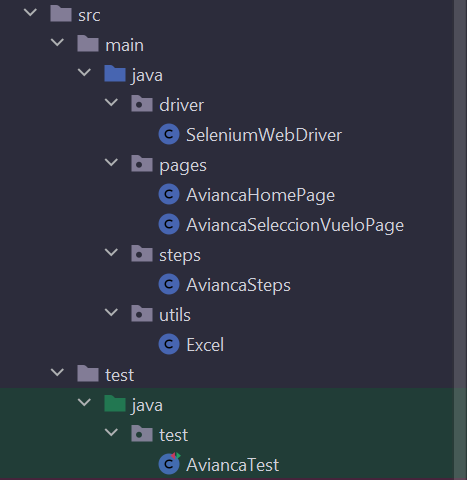 src
main
java
driver
SeleniumWebDriver
pages
AviancaHomePage
AviancaSeleccionVueloPage
steps
AviancaSteps
utils
Excel
test
java
test
AviancaTest